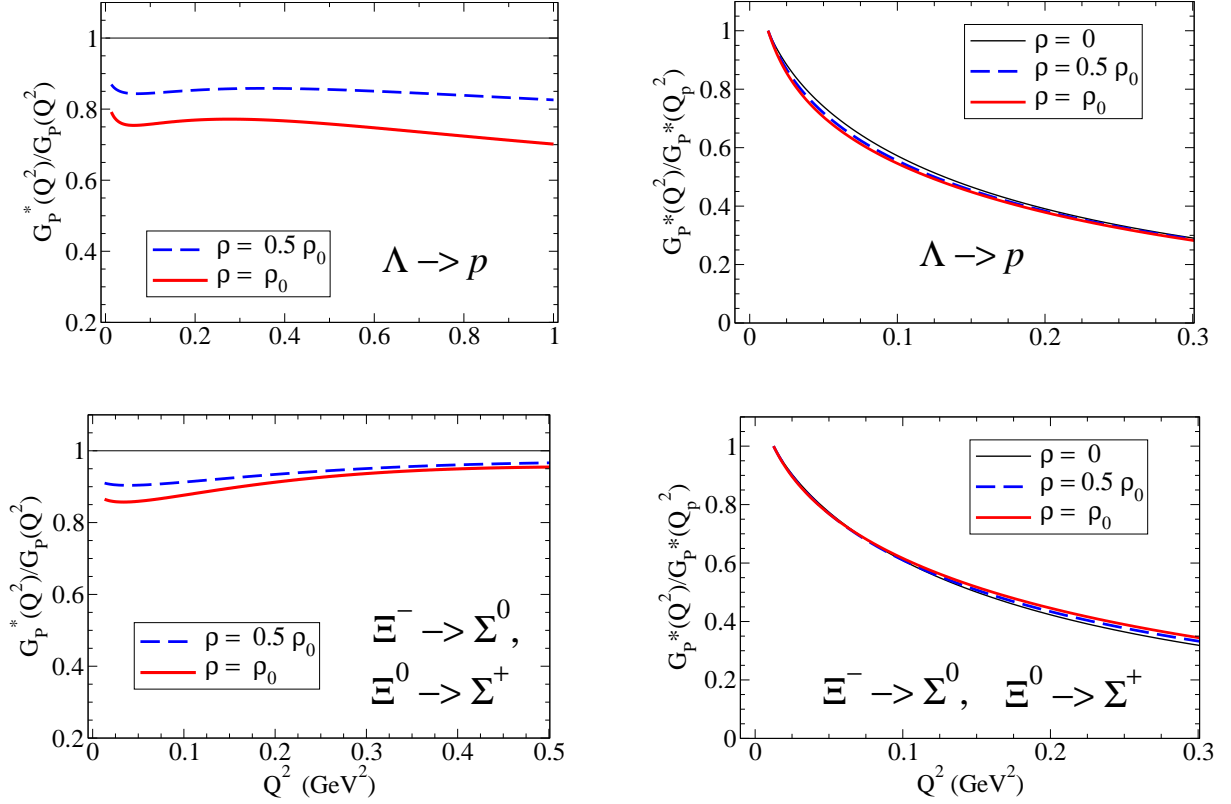 1
0.8
0.6
0.4
0.2
0 0.2 0.4 0.6 0.8 1
G_P^*(Q^2)/G_P(Q^2)
ρ = 0.5 ρ_0
ρ = ρ_0
Λ −> p
1
0.8
0.6
0.4
0.2
0
0 0.1 0.2 0.3
G_P*(Q^2)/G_P*(Q_p^2)
ρ = 0
ρ = 0.5 ρ_0
ρ = ρ_0
Λ −> p
1
0.8
0.6
0.4
0.2
0 0.1 0.2 0.3 0.4 0.5
G_P^*(Q^2)/G_P(Q^2)
Q^2 (GeV^2)
ρ = 0.5 ρ_0
ρ = ρ_0
Ξ^− −> Σ^0,
Ξ^0 −> Σ^+
1
0.8
0.6
0.4
0.2
0
0 0.1 0.2 0.3
G_P*(Q^2)/G_P*(Q_p^2)
Q^2 (GeV^2)
ρ = 0
ρ = 0.5 ρ_0
ρ = ρ_0
Ξ^− −> Σ^0, Ξ^0 −> Σ^+